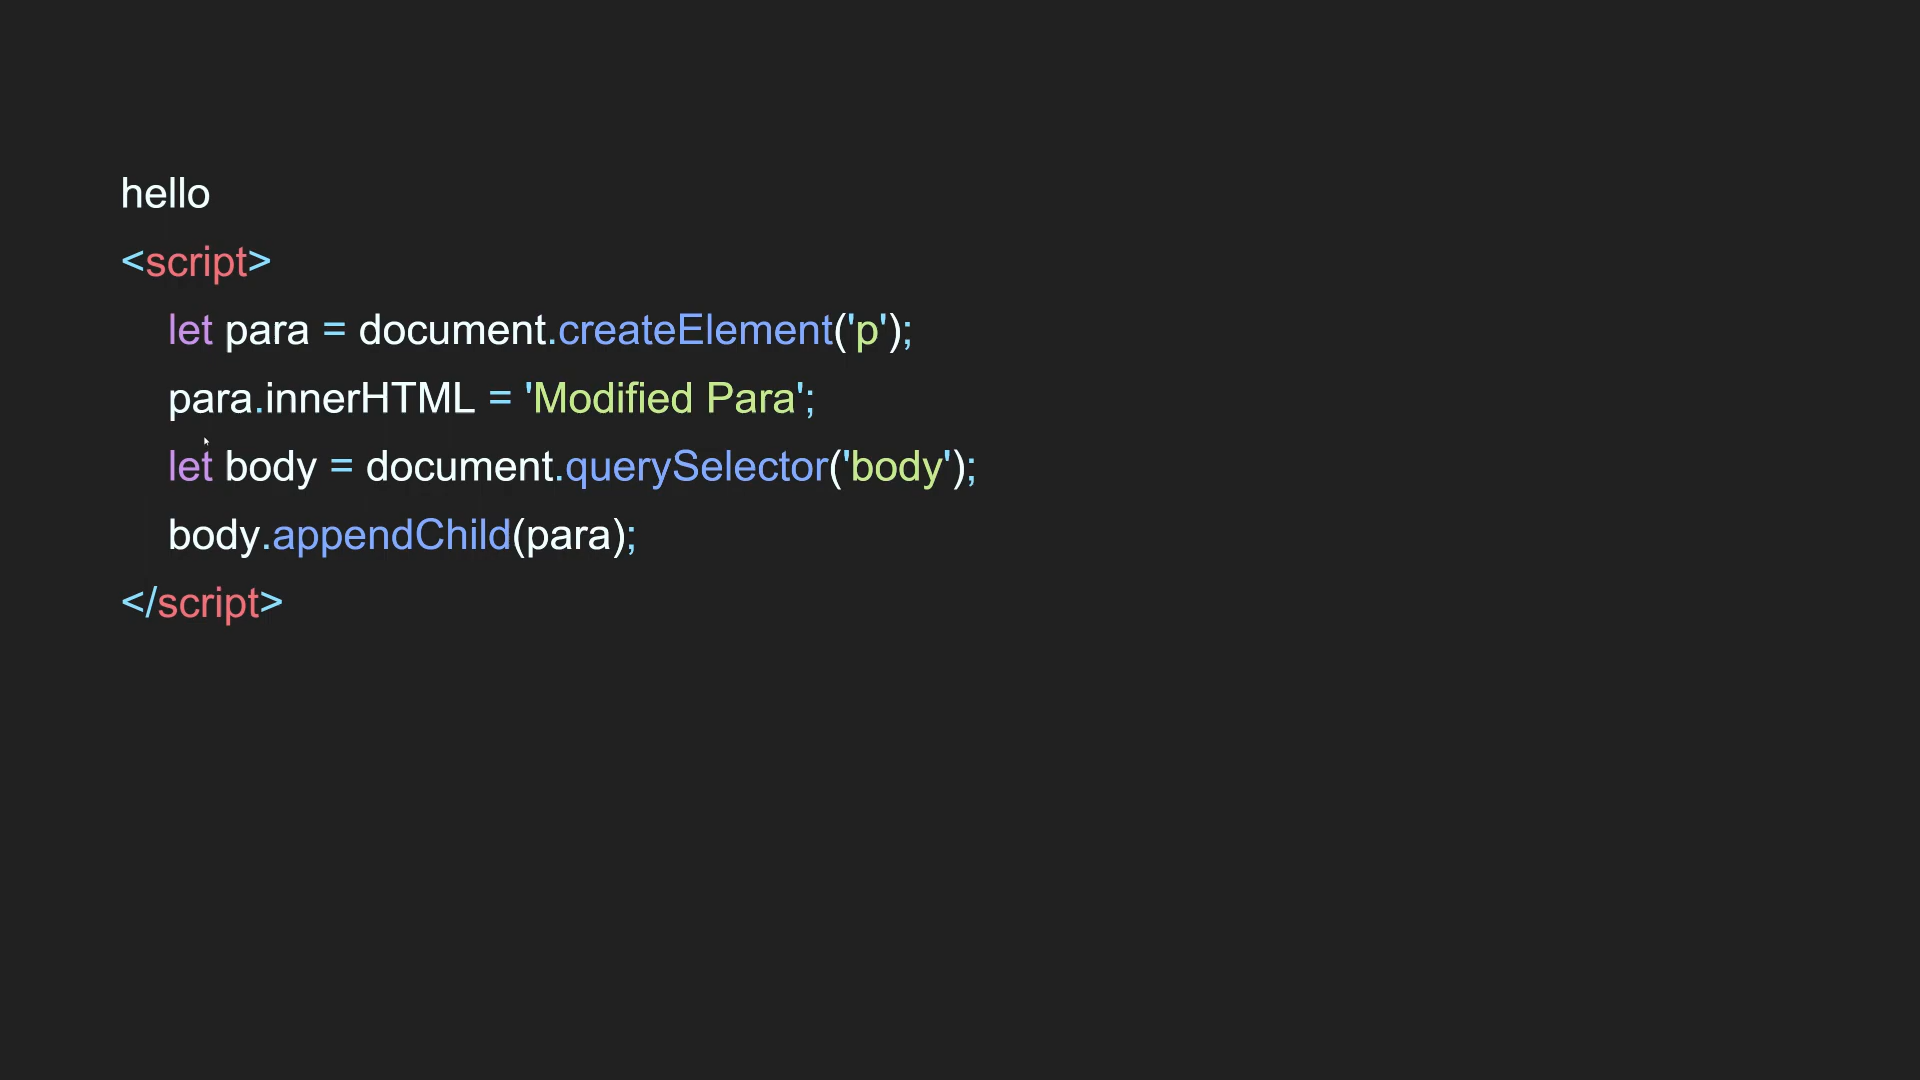 hello
<script>
let para = document.createElement('p');
para.innerHTML = 'Modified Para';
let body = document.querySelector('body');
body.appendChild(para);
</script>